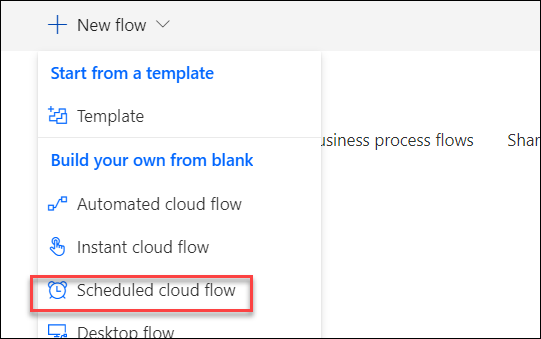 New flow
Start from a template
Template
usiness process flows Shar
Build your own from blank
Automated cloud flow
Instant cloud flow
Scheduled cloud flow
Desktop flow